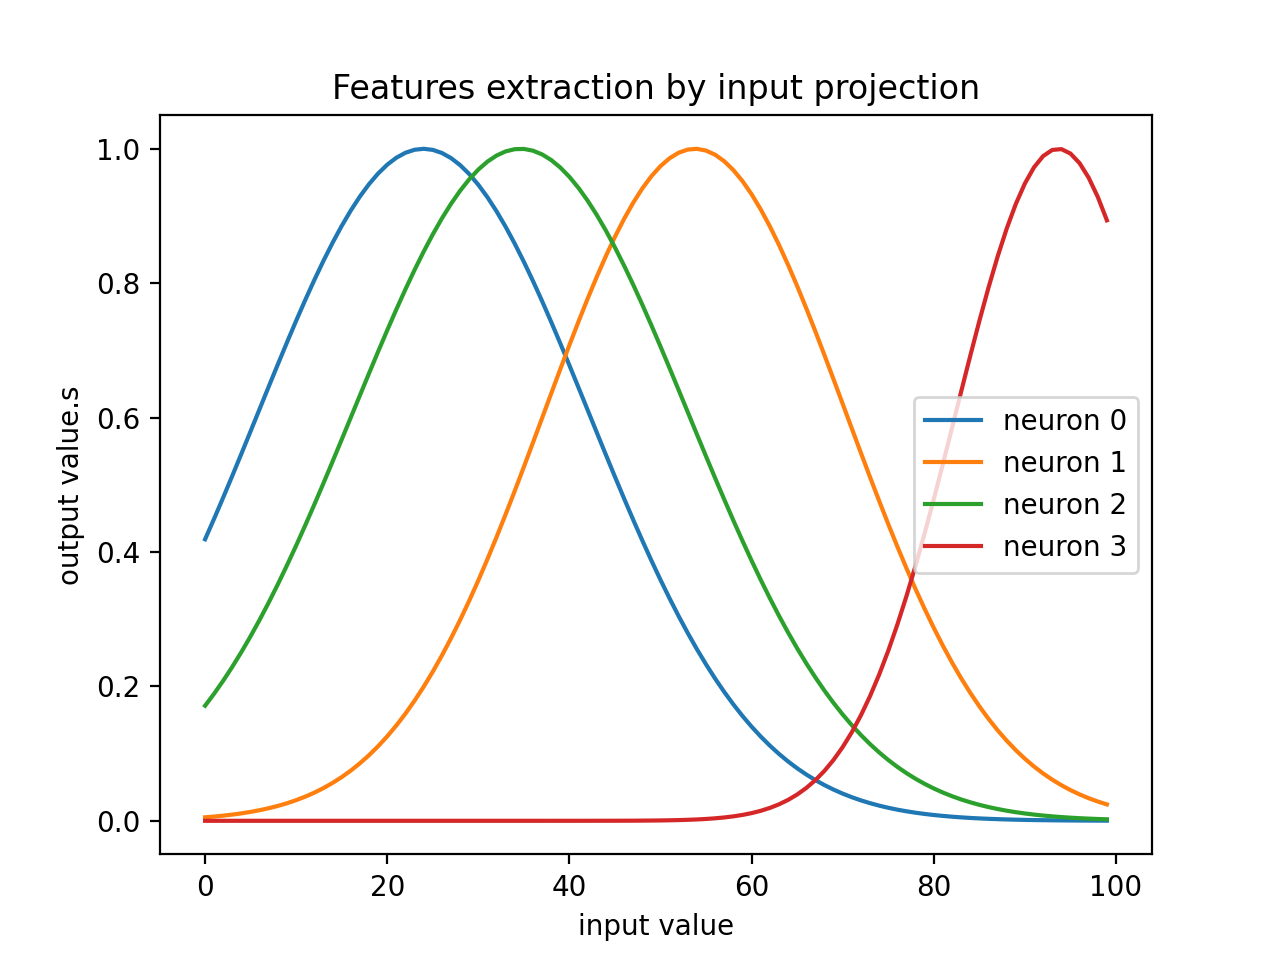 Features extraction by input projection
1.0
0.8
0.6
0.4
0.2
0.0
output value.s
neuron 0
neuron 1
neuron 2
neuron 3
0 20 40 60 80 100
input value